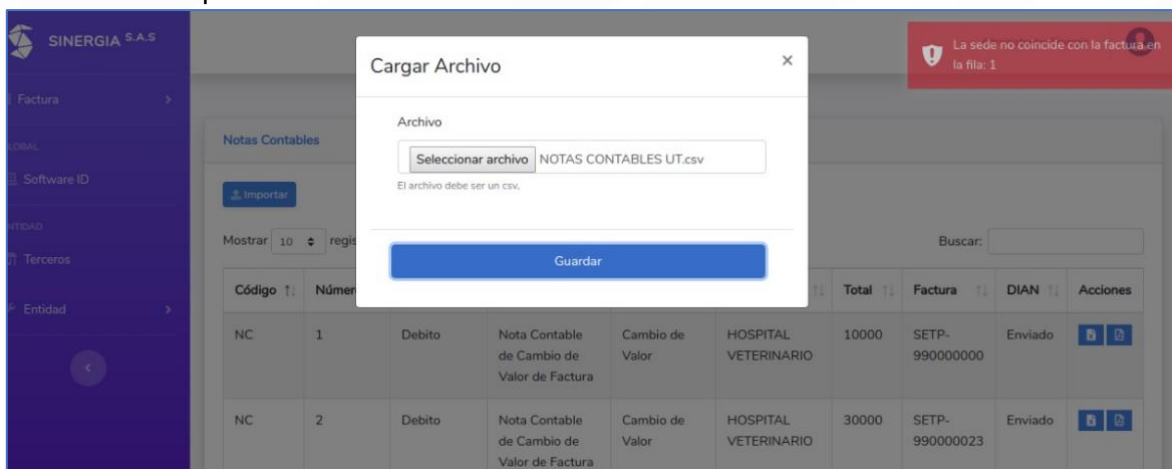 SINERGIA S.A.S
Cargar Archivo
×
La sede no coincide con la factura en
la fila: 1
Factura
Archivo
Notas Contables
Seleccionar archivo NOTAS CONTABLES UT.csv
Software ID
El archivo debe ser un csv.
Importar
Mostrar 10
Buscar:
Terceros
Guardar
Código
Total
Factura
DIAN
Acciones
Entidad
NC 1 Debito Nota Contable Cambio de HOSPITAL 10000 SETP- Enviado
de Cambio de Valor VETERINARIO 990000000
Valor de Factura
NC 2 Debito Nota Contable Cambio de HOSPITAL 30000 SETP- Enviado
de Cambio de Valor VETERINARIO 990000023
Valor de Factura